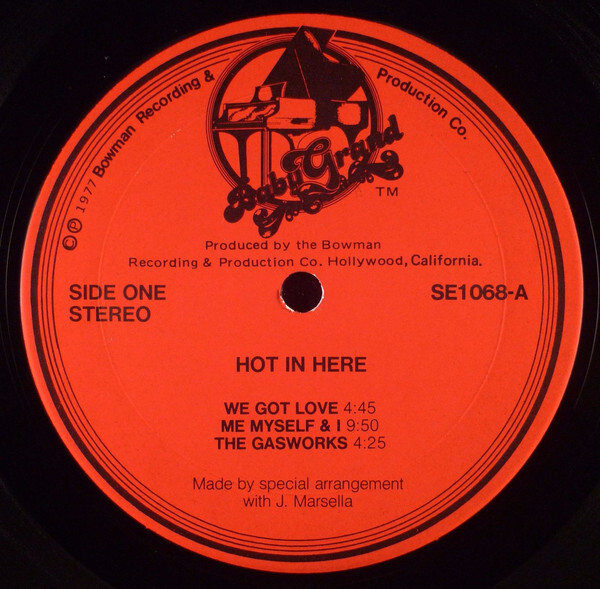 ©℗ 1977 Bowman Recording & Production Co.
Baby Grand
TM
Produced by the Bowman
Recording & Production Co. Hollywood, California.
SIDE ONE
STEREO
SE1068-A
HOT IN HERE
WE GOT LOVE 4:45
ME MYSELF & I 9:50
THE GASWORKS 4:25
Made by special arrangement
with J. Marsella